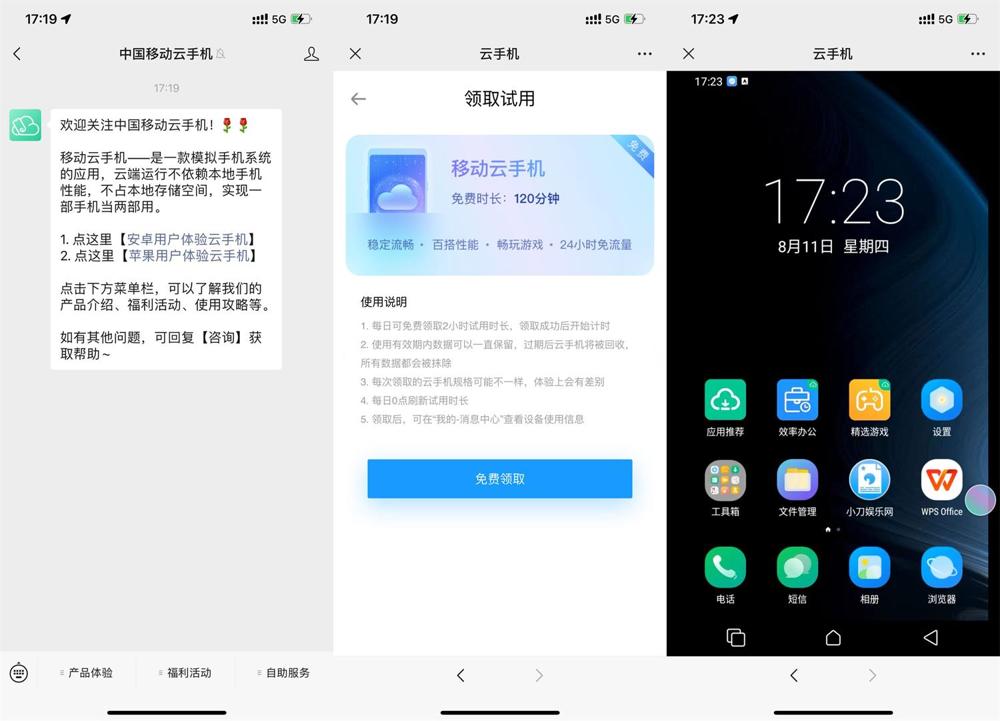 17:19
5G
中国移动云手机
17:19
欢迎关注中国移动云手机！🌹🌹
移动云手机——是一款模拟手机系统
的应用，云端运行不依赖本地手机
性能，不占本地存储空间，实现一
部手机当两部用。
1. 点这里【安卓用户体验云手机】
2. 点这里【苹果用户体验云手机】
点击下方菜单栏，可以了解我们的
产品介绍、福利活动、使用攻略等。
如有其他问题，可回复【咨询】获
取帮助～
产品体验
福利活动
自助服务
17:19
5G
云手机
领取试用
免费
移动云手机
免费时长：120分钟
稳定流畅 • 百搭性能 • 畅玩游戏 • 24小时免流量
使用说明
1. 每日可免费领取2小时试用时长，领取成功后开始计时
2. 使用有效期内数据可以一直保留，过期后云手机将被回收，
所有数据都会被抹除
3. 每次领取的云手机规格可能不一样，体验上会有差别
4. 每日0点刷新试用时长
5. 领取后，可在“我的-消息中心”查看设备使用信息
免费领取
17:23
5G
云手机
17:23
17:23
8月11日 星期四
应用推荐
效率办公
精选游戏
设置
工具箱
文件管理
小刀娱乐网
WPS Office
电话
短信
相册
浏览器